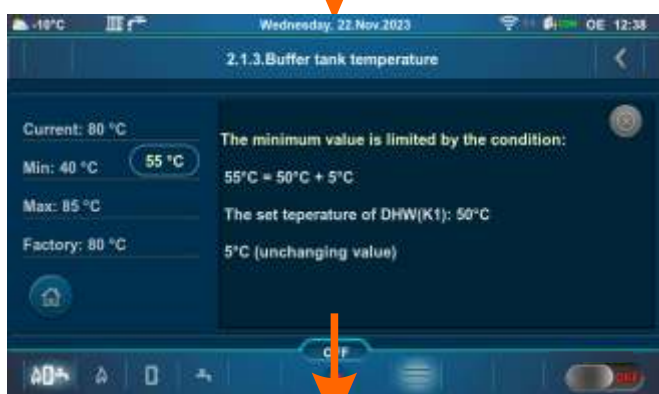 -10°C Wednesday, 22.Nov.2023 OE 12:38
2.1.3.Buffer tank temperature
Current: 80 °C
Min: 40 °C 55 °C
Max: 85 °C
Factory: 80 °C
The minimum value is limited by the condition:
55°C = 50°C + 5°C
The set teperature of DHW(K1): 50°C
5°C (unchanging value)
OFF